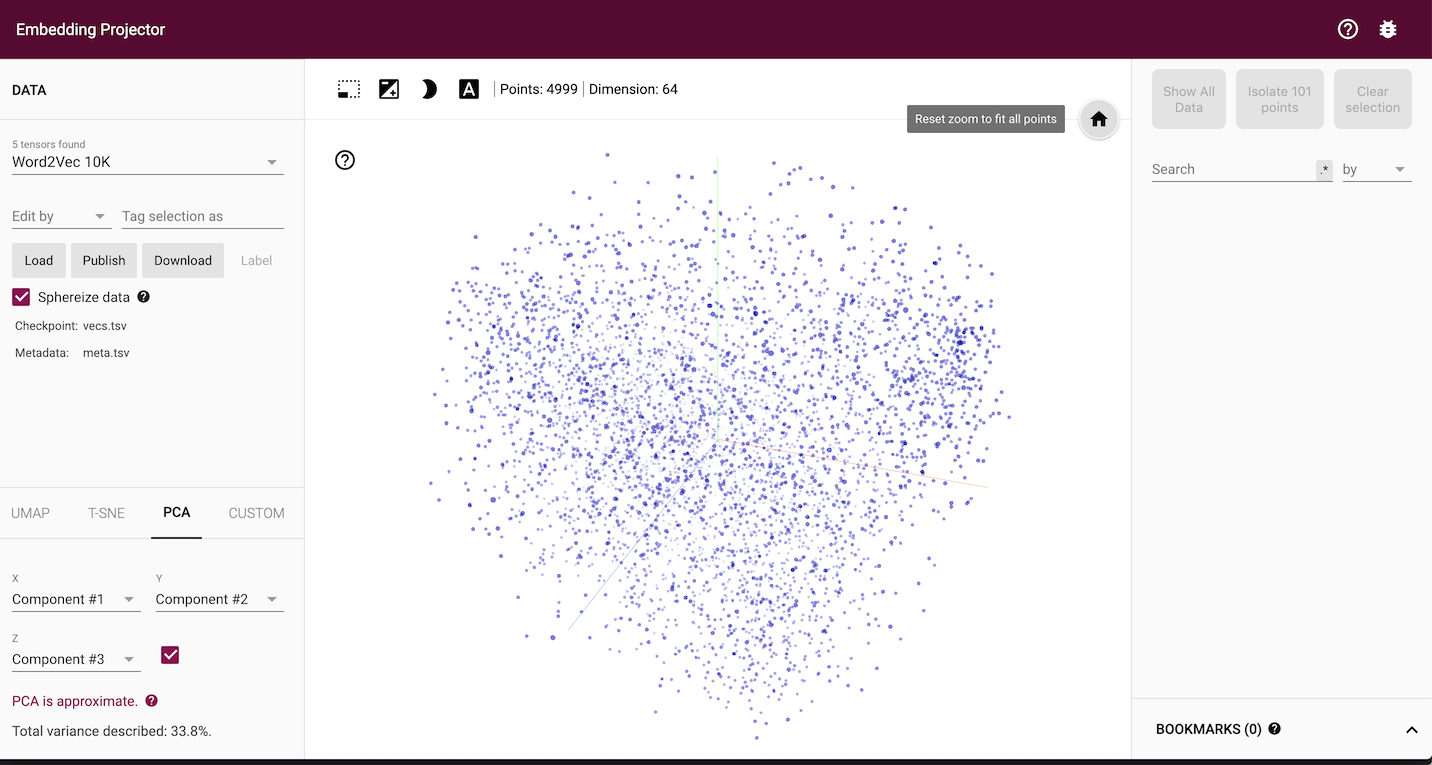 Embedding Projector
DATA
5 tensors found
Word2Vec 10K
Edit by
Tag selection as
Load
Publish
Download
Label
Sphereize data
Checkpoint: vecs.tsv
Metadata: meta.tsv
UMAP
T-SNE
PCA
CUSTOM
X
Component #1
Y
Component #2
Z
Component #3
PCA is approximate.
Total variance described: 33.8%.
A
Points: 4999
Dimension: 64
Reset zoom to fit all points
Show All
Data
Isolate 101
points
Clear
selection
Search
.*
by
BOOKMARKS (0)